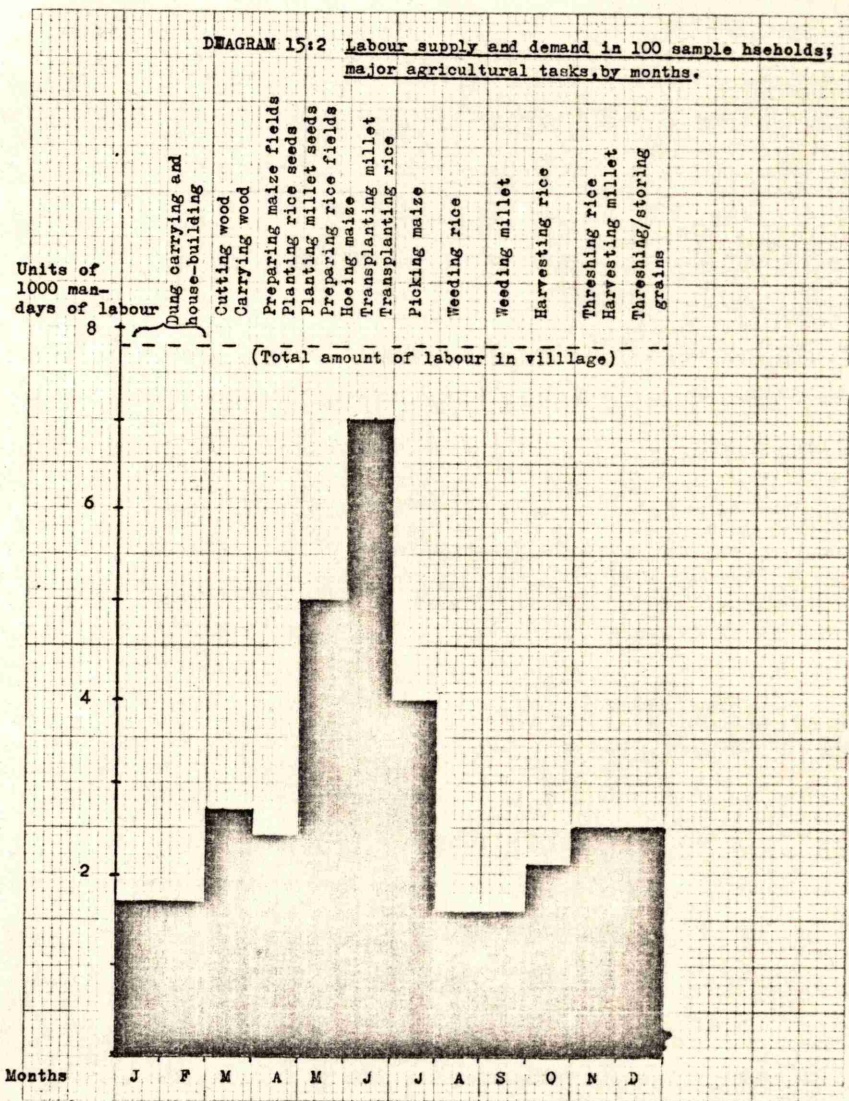 DIAGRAM 15:2 Labour supply and demand in 100 sample hseholds;
major agricultural tasks,by months.
Dung carrying and
house-building
Cutting wood
Carrying wood
Preparing maize fields
Planting rice seeds
Planting millet seeds
Preparing rice fields
Hoeing maize
Transplanting millet
Transplanting rice
Picking maize
Weeding rice
Weeding millet
Harvesting rice
Threshing rice
Harvesting millet
Threshing/storing
grains
Units of
1000 man-
days of labour
8
(Total amount of labour in villlage)
6
4
2
Months J F M A M J J A S O N D